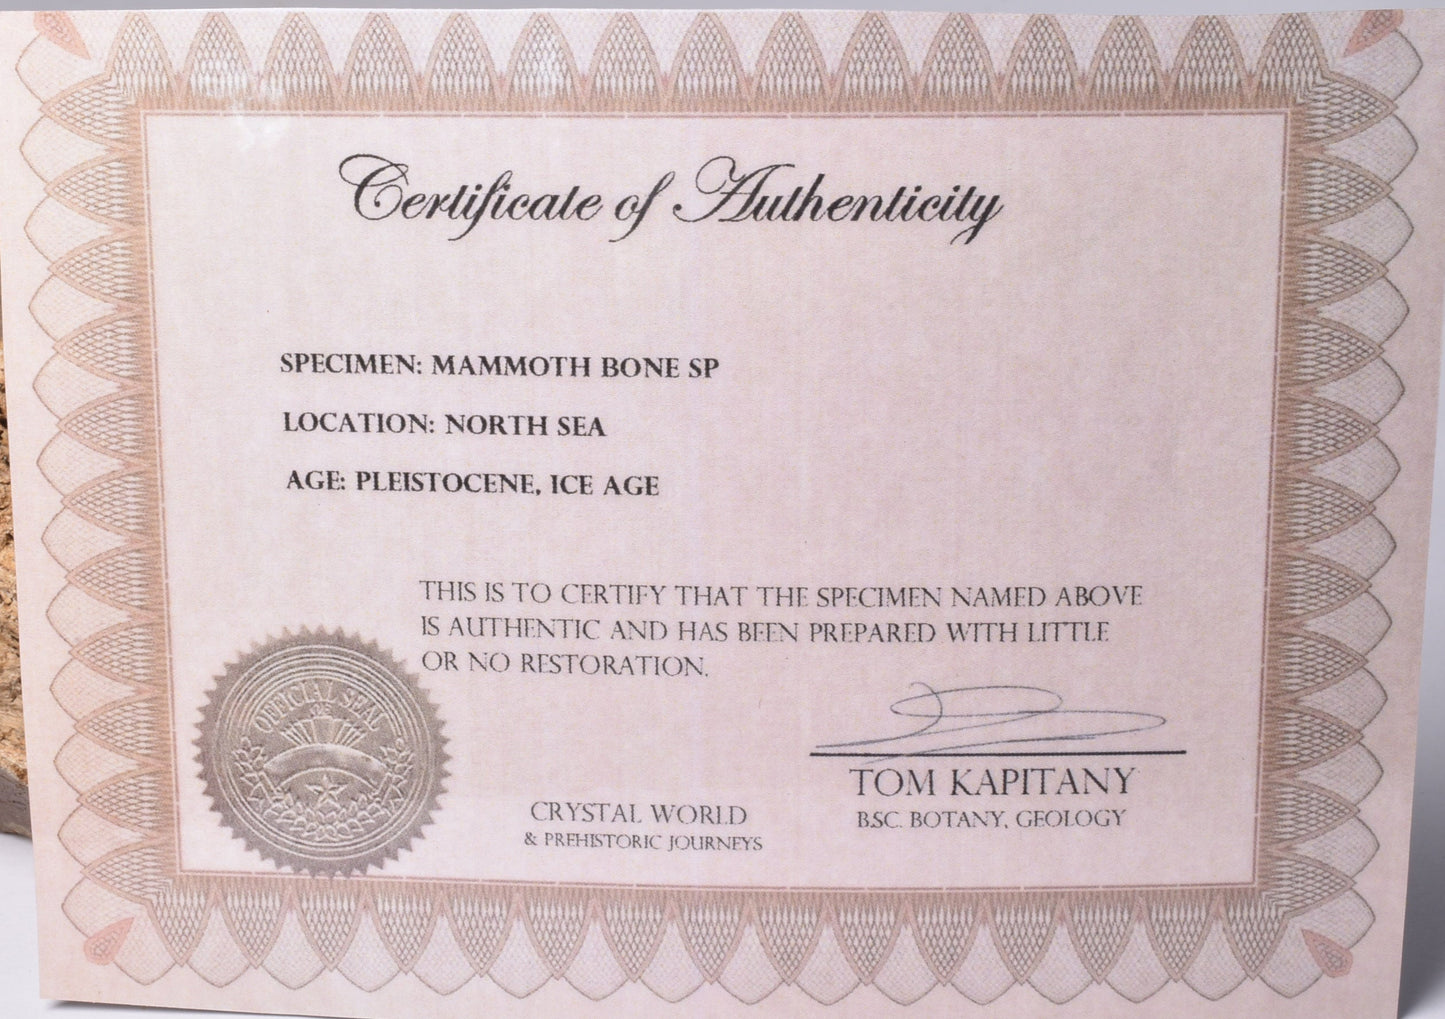 Certificate of Authenticity
SPECIMEN: MAMMOTH BONE SP
LOCATION: NORTH SEA
AGE: PLEISTOCENE, ICE AGE
THIS IS TO CERTIFY THAT THE SPECIMEN NAMED ABOVE
IS AUTHENTIC AND HAS BEEN PREPARED WITH LITTLE
OR NO RESTORATION.
OFFICIAL SEAL
OF
TOM KAPITANY
B.SC. BOTANY, GEOLOGY
CRYSTAL WORLD
& PREHISTORIC JOURNEYS